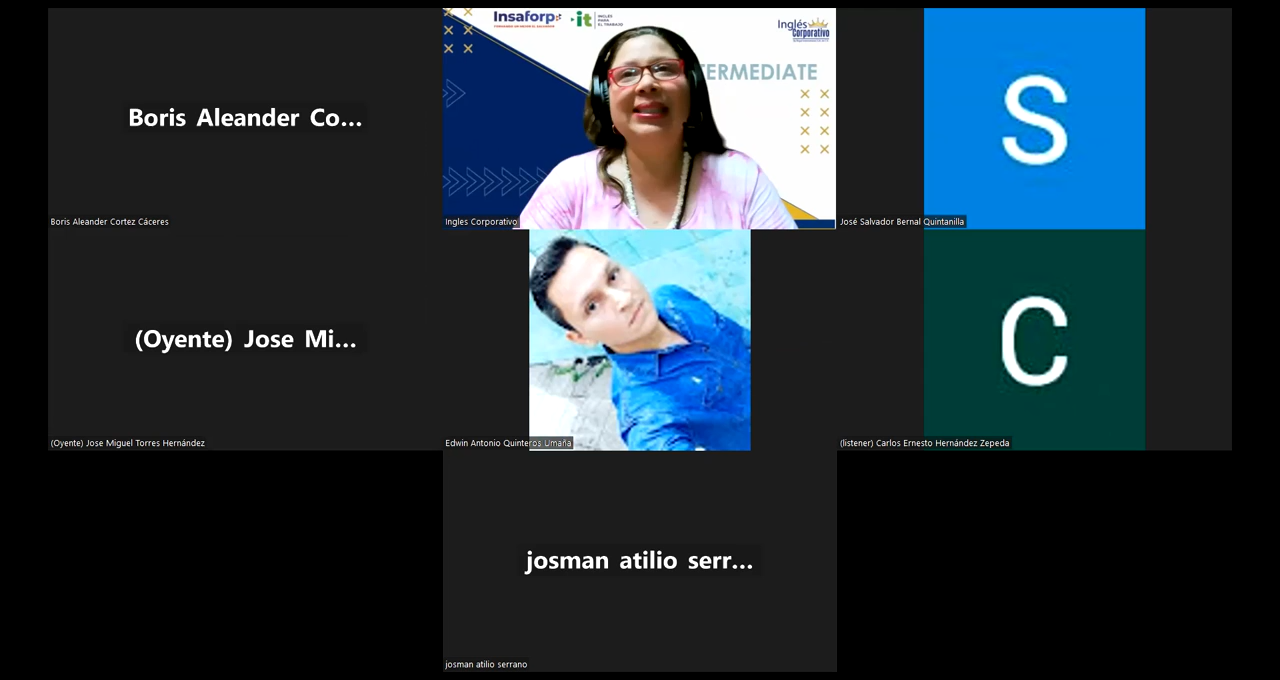 Boris Aleander Co...
Boris Aleander Cortez Cáceres
Insaforp
it
INGLÉS
PARA
EL TRABAJO
Inglés
Corporativo
TERMEDIATE
Ingles Corporativo
S
José Salvador Bernal Quintanilla
(Oyente) Jose Mi...
(Oyente) Jose Miguel Torres Hernández
Edwin Antonio Quinteros Umaña
C
(listener) Carlos Ernesto Hernández Zepeda
josman atilio serr...
josman atilio serrano